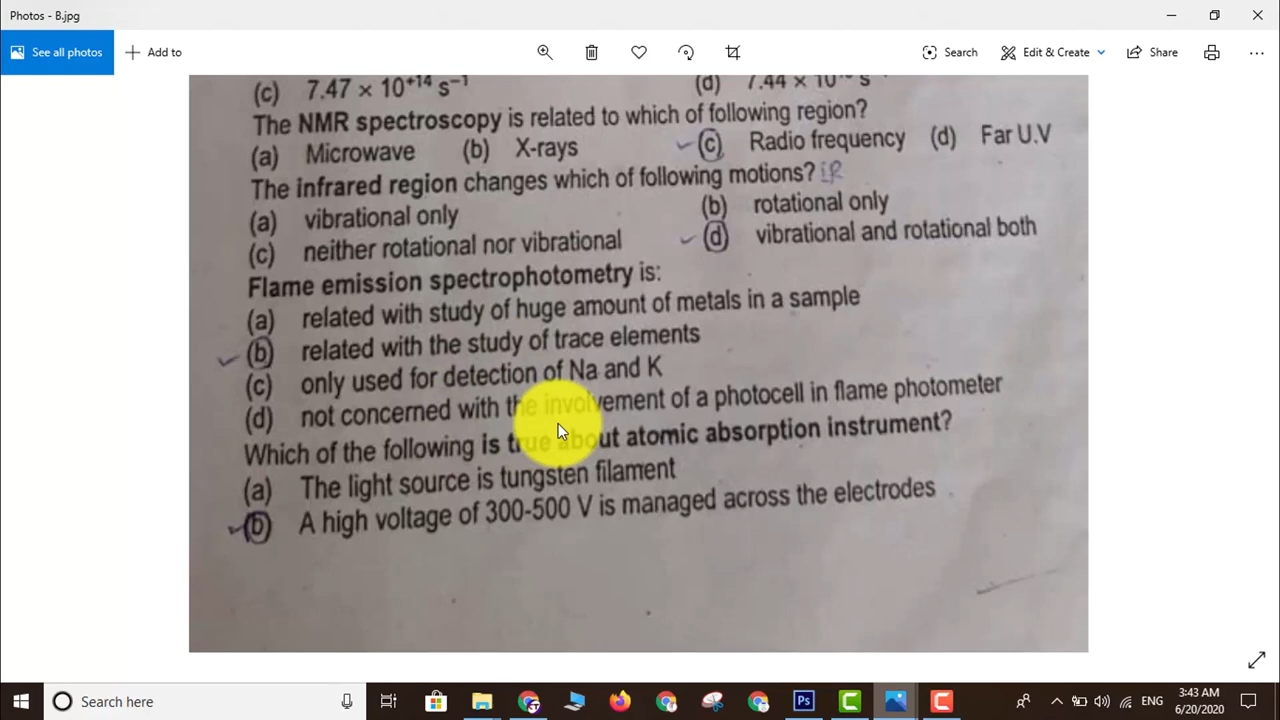 Photos - B.jpg
See all photos
Add to
Search
Edit & Create
Share
(c) 7.47 × 10⁺¹⁴ s⁻¹ (d) 7.44 × 10 s
The NMR spectroscopy is related to which of following region?
(a) Microwave (b) X-rays (c) Radio frequency (d) Far U.V
The infrared region changes which of following motions? IR
(a) vibrational only (b) rotational only
(c) neither rotational nor vibrational (d) vibrational and rotational both
Flame emission spectrophotometry is:
(a) related with study of huge amount of metals in a sample
(b) related with the study of trace elements
(c) only used for detection of Na and K
(d) not concerned with the involvement of a photocell in flame photometer
Which of the following is true about atomic absorption instrument?
(a) The light source is tungsten filament
(b) A high voltage of 300-500 V is managed across the electrodes
Search here
ENG
3:43 AM
6/20/2020